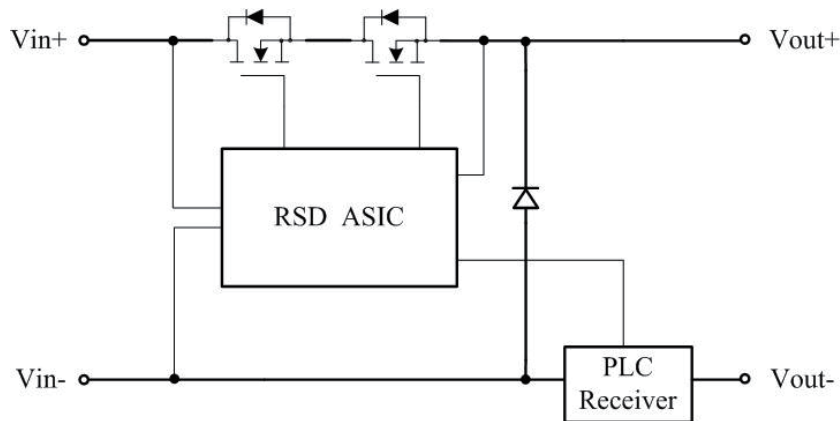 Vin+
Vout+
RSD ASIC
Vin-
PLC
Receiver
Vout-